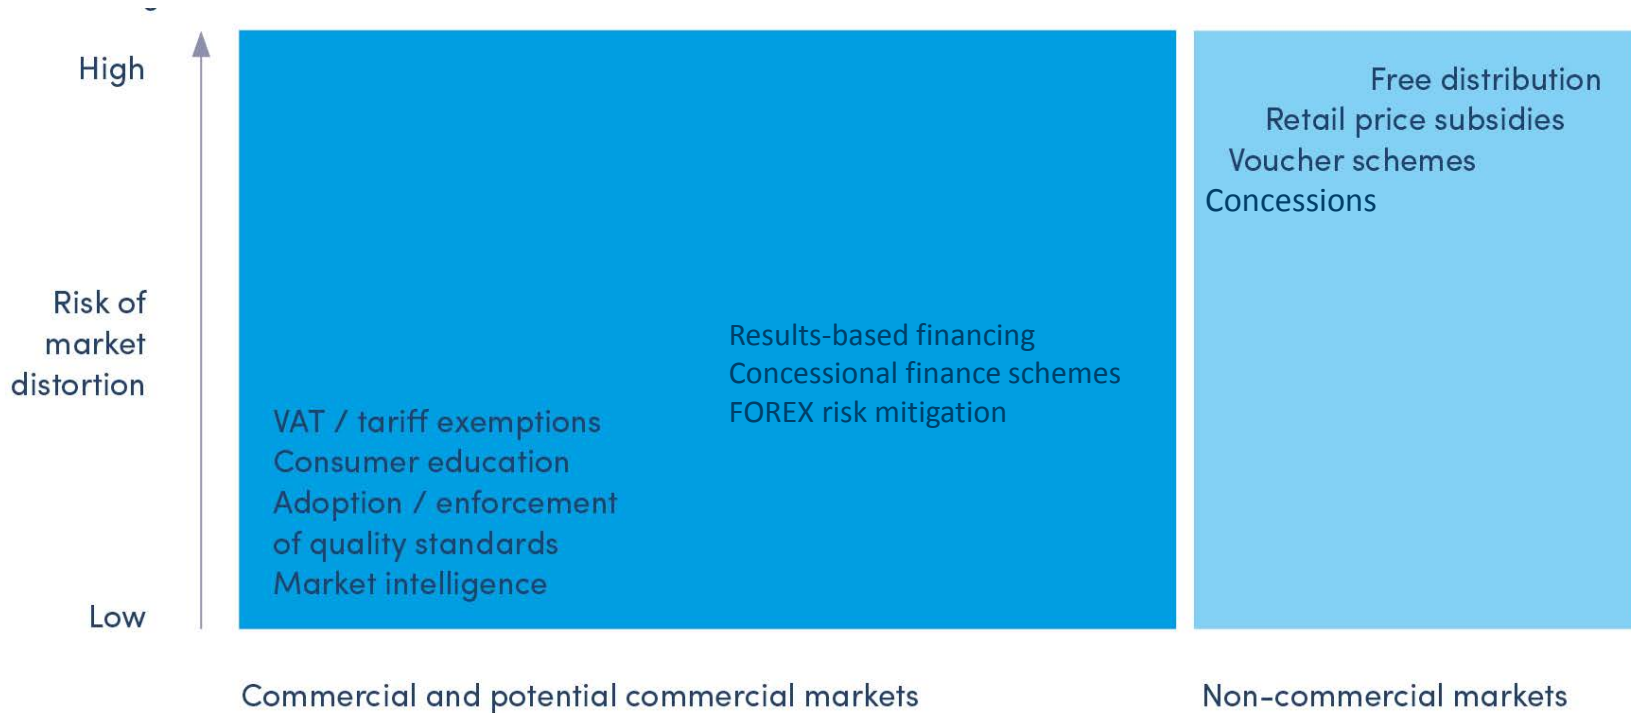 High
Risk of
market
distortion
Low
VAT / tariff exemptions
Consumer education
Adoption / enforcement
of quality standards
Market intelligence
Results-based financing
Concessional finance schemes
FOREX risk mitigation
Free distribution
Retail price subsidies
Voucher schemes
Concessions
Commercial and potential commercial markets
Non-commercial markets